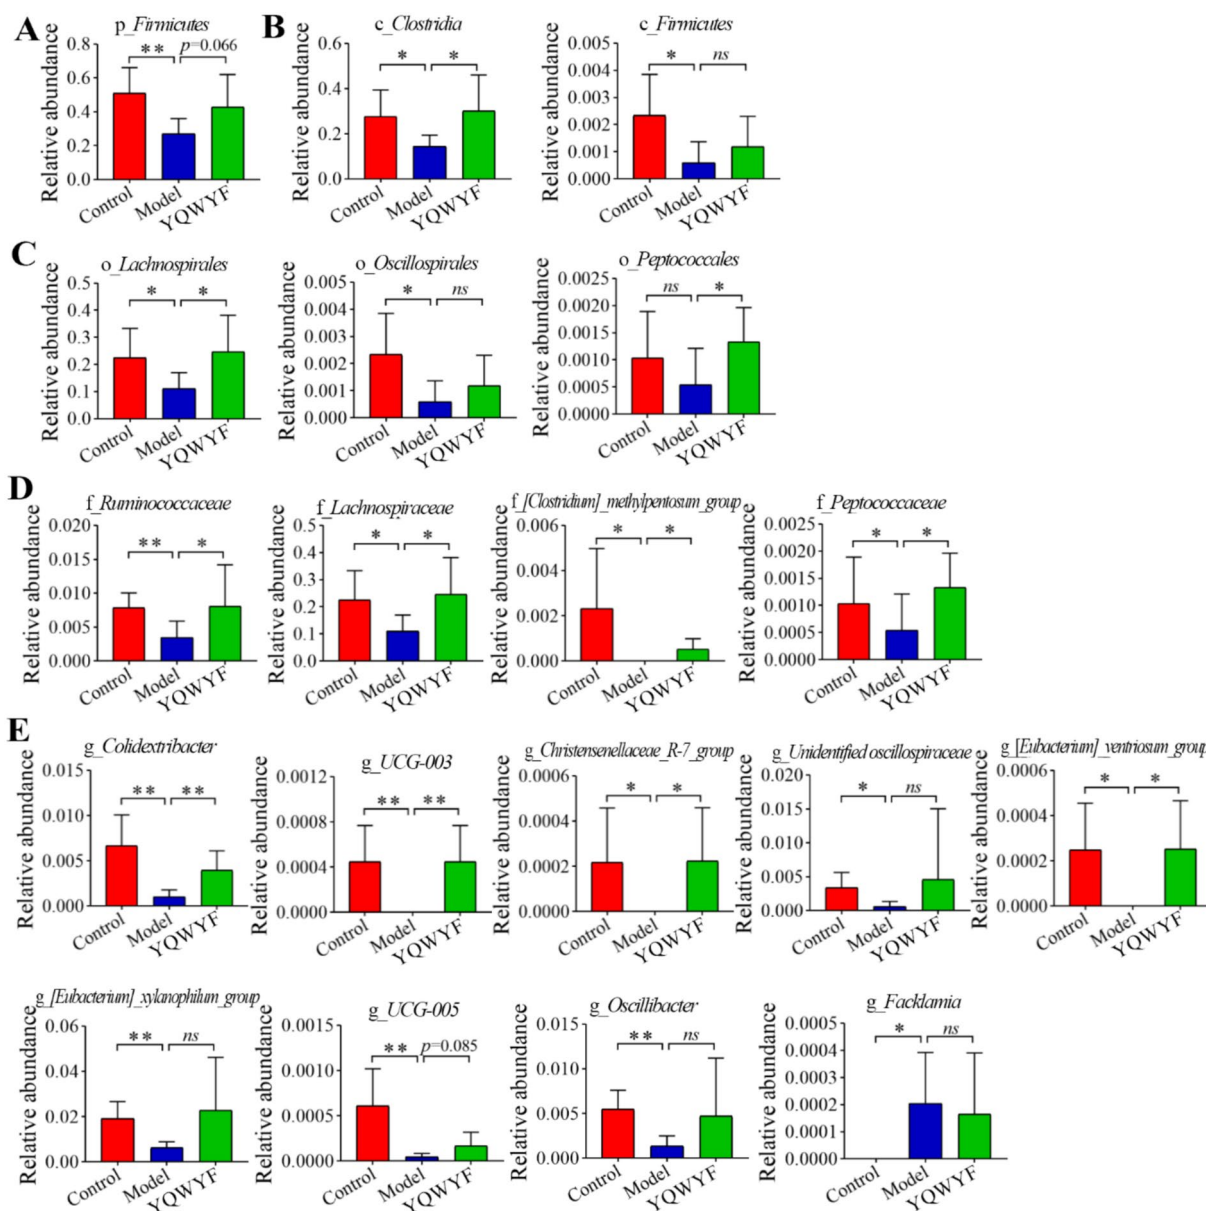 A
p_Firmicutes
Relative abundance
0.8
0.6
0.4
0.2
0.0
**
p=0.066
Control
Model
YQWYF
B
c_Clostridia
Relative abundance
0.6
0.4
0.2
0.0
*
*
Control
Model
YQWYF
c_Firmicutes
Relative abundance
0.005
0.004
0.003
0.002
0.001
0.000
*
ns
Control
Model
YQWYF
C
o_Lachnospirales
Relative abundance
0.5
0.4
0.3
0.2
0.1
0.0
*
*
Control
Model
YQWYF
o_Oscillospirales
Relative abundance
0.005
0.004
0.003
0.002
0.001
0.000
*
ns
Control
Model
YQWYF
o_Peptococcales
Relative abundance
0.0025
0.0020
0.0015
0.0010
0.0005
0.0000
ns
*
Control
Model
YQWYF
D
f_Ruminococcaceae
Relative abundance
0.020
0.015
0.010
0.005
0.000
**
*
Control
Model
YQWYF
f_Lachnospiraceae
Relative abundance
0.5
0.4
0.3
0.2
0.1
0.0
*
*
Control
Model
YQWYF
f_[Clostridium]_methylpentosum_group
Relative abundance
0.006
0.004
0.002
0.000
*
*
Control
Model
YQWYF
f_Peptococcaceae
Relative abundance
0.0025
0.0020
0.0015
0.0010
0.0005
0.0000
*
*
Control
Model
YQWYF
E
g_Colidextribacter
Relative abundance
0.015
0.010
0.005
0.000
**
**
Control
Model
YQWYF
g_UCG-003
Relative abundance
0.0012
0.0008
0.0004
0.0000
**
**
Control
Model
YQWYF
g_Christensenellaceae_R-7_group
Relative abundance
0.0006
0.0004
0.0002
0.0000
*
*
Control
Model
YQWYF
g_Unidentified oscillospiraceae
Relative abundance
0.020
0.015
0.010
0.005
0.000
*
ns
Control
Model
YQWYF
g_[Eubacterium]_ventriosum_group
Relative abundance
0.0006
0.0004
0.0002
0.0000
*
*
Control
Model
YQWYF
g_[Eubacterium]_xylanophilum_group
Relative abundance
0.06
0.04
0.02
0.00
**
ns
Control
Model
YQWYF
g_UCG-005
Relative abundance
0.0015
0.0010
0.0005
0.0000
**
p=0.085
Control
Model
YQWYF
g_Oscillibacter
Relative abundance
0.015
0.010
0.005
0.000
**
ns
Control
Model
YQWYF
g_Facklamia
Relative abundance
0.0005
0.0004
0.0003
0.0002
0.0001
0.0000
*
ns
Control
Model
YQWYF